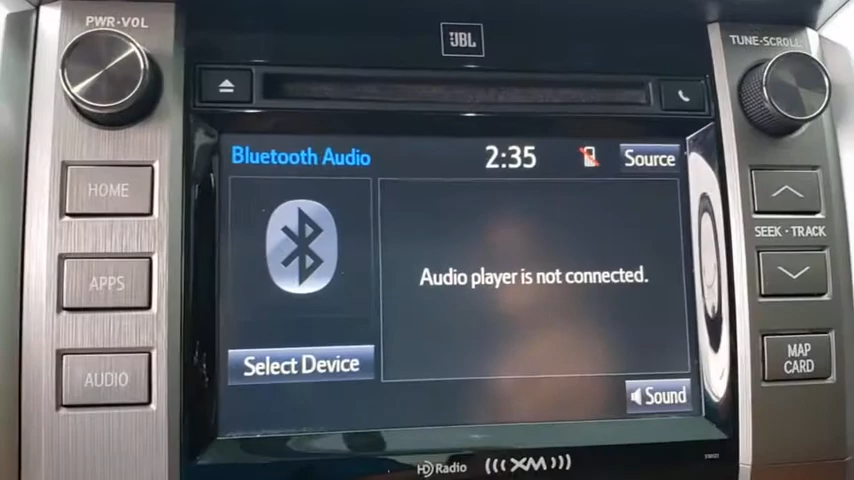 PWR·VOL
JBL
TUNE·SCROLL
Bluetooth Audio
2:35
Source
HOME
SEEK · TRACK
APPS
Audio player is not connected.
MAP
CARD
Select Device
AUDIO
Sound
HD Radio
XM